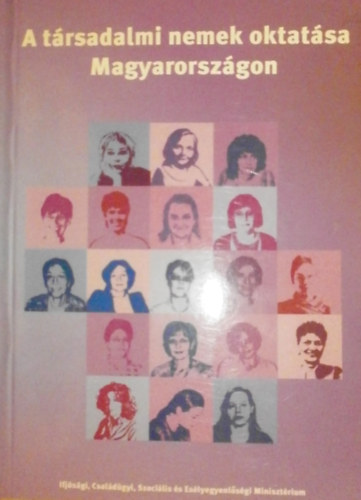 A társadalmi nemek oktatása
Magyarországon
Ifjúsági, Családügyi, Szociális és Esélyegyenlőségi Minisztérium